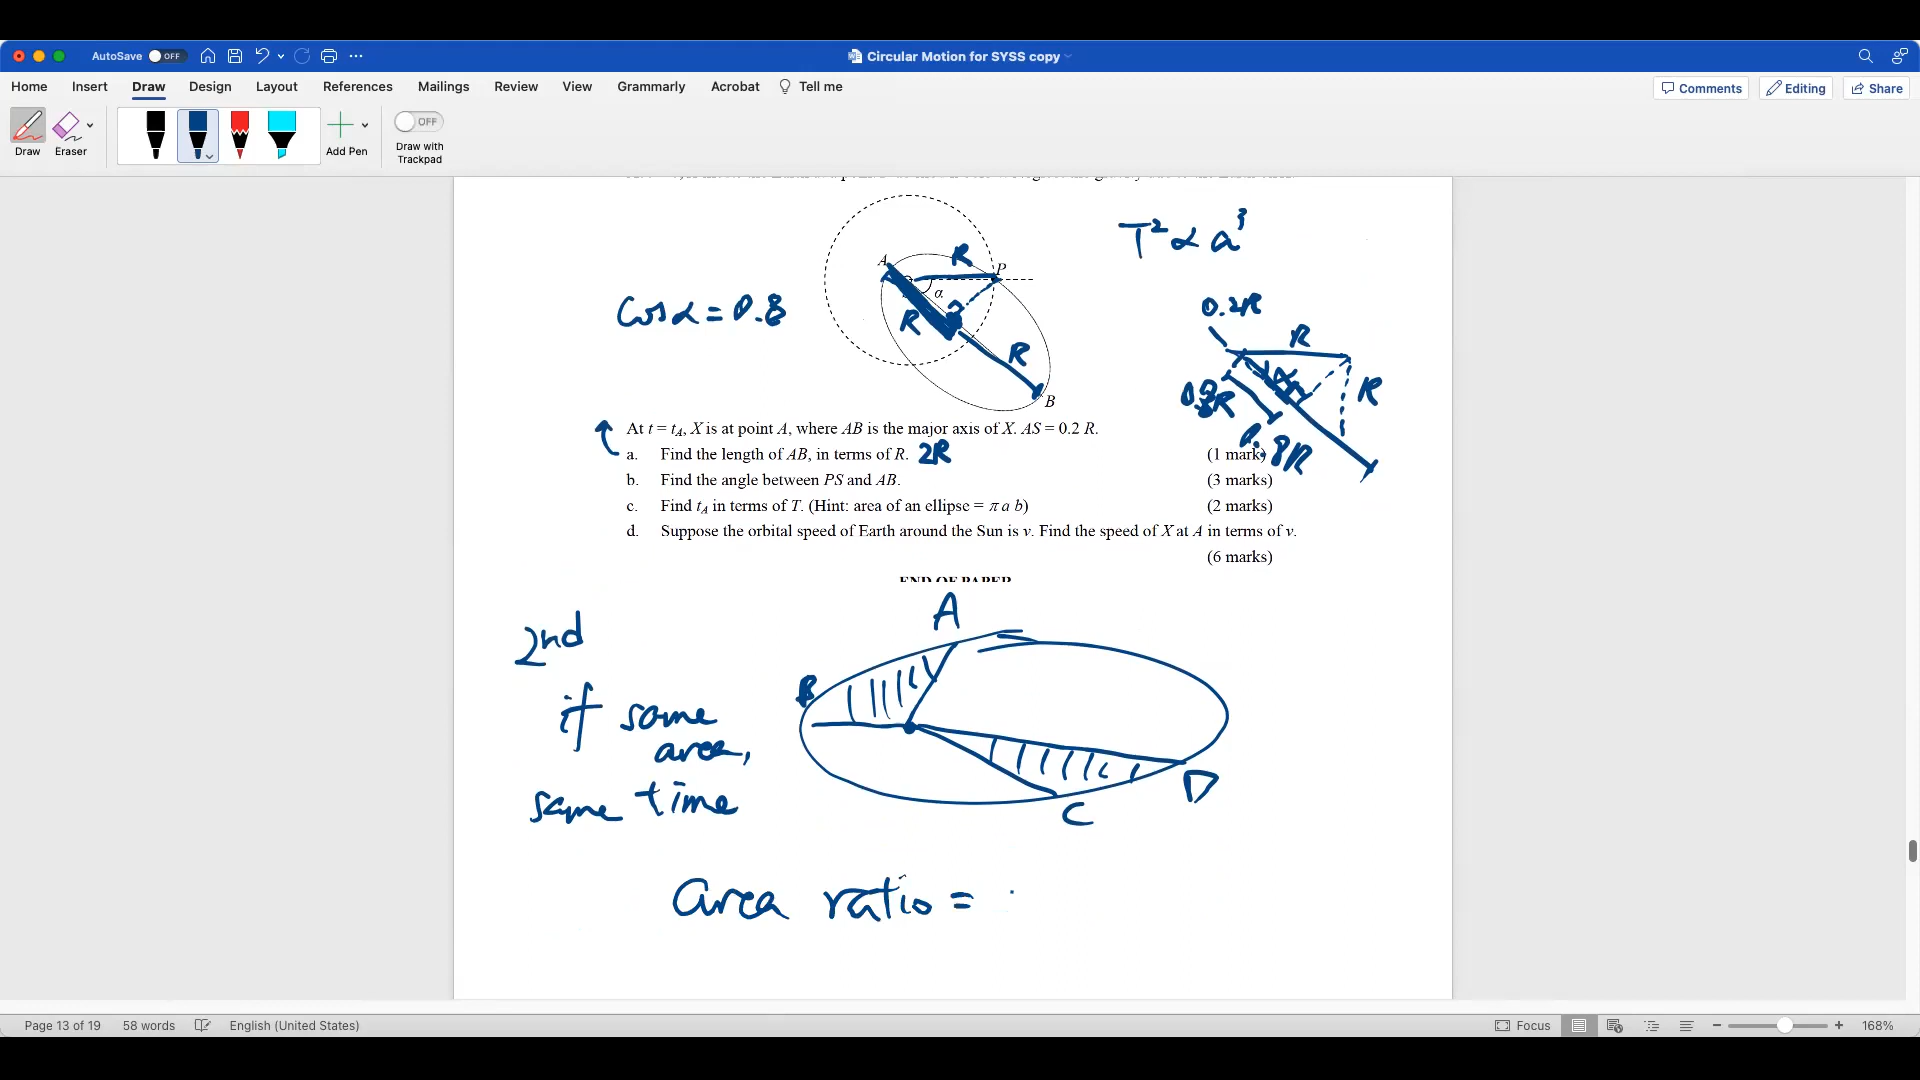 AutoSave OFF
Circular Motion for SYSS copy
Home Insert Draw Design Layout References Mailings Review View Grammarly Acrobat Tell me
Comments Editing Share
Draw Eraser Add Pen OFF Draw with Trackpad
T² ∝ a³
A R P
α
R
R
B
Cosα = 0.8
0.2R
R
α
R
0.8R
At t = tA, X is at point A, where AB is the major axis of X. AS = 0.2 R.
a. Find the length of AB, in terms of R. 2R (1 mark)
b. Find the angle between PS and AB. (3 marks)
c. Find tA in terms of T. (Hint: area of an ellipse = π a b) (2 marks)
d. Suppose the orbital speed of Earth around the Sun is v. Find the speed of X at A in terms of v.
(6 marks)
END OF PAPER
A
2nd
B
if same
area,
same time
D
C
area ratio =
Page 13 of 19 58 words English (United States) Focus 168%